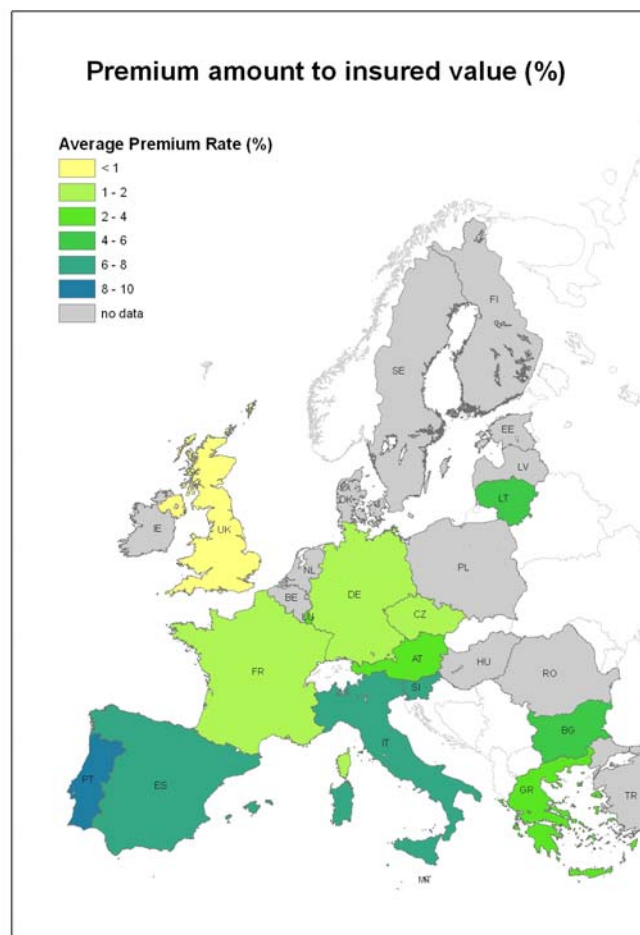 Premium amount to insured value (%)
Average Premium Rate (%)
< 1
1 - 2
2 - 4
4 - 6
6 - 8
8 - 10
no data
FI
SE
EE
LV
DK
LT
IE
UK
NL
PL
BE
DE
LU
CZ
AT
HU
FR
SI
RO
IT
BG
PT
ES
GR
TR
MT